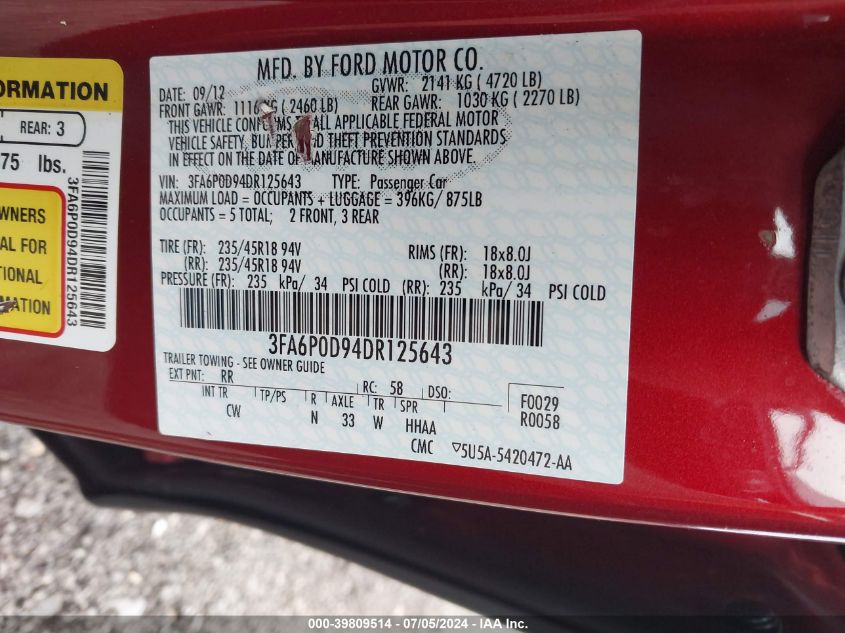 ORMATION
REAR: 3
75 lbs.
WNERS
AL FOR
TIONAL
MATION
3FA6P0D94DR125643
MFD. BY FORD MOTOR CO.
DATE: 09/12 GVWR: 2141 KG ( 4720 LB)
FRONT GAWR: 1116 KG ( 2460 LB) REAR GAWR: 1030 KG ( 2270 LB)
THIS VEHICLE CONFORMS ALL APPLICABLE FEDERAL MOTOR
VEHICLE SAFETY, BUMPER THEFT PREVENTION STANDARDS
IN EFFECT ON THE DATE OF MANUFACTURE SHOWN ABOVE.
VIN: 3FA6P0D94DR125643 TYPE: Passenger Car
MAXIMUM LOAD = OCCUPANTS + LUGGAGE = 396KG/ 875LB
OCCUPANTS = 5 TOTAL; 2 FRONT, 3 REAR
TIRE (FR): 235/45R18 94V RIMS (FR): 18x8.0J
(RR): 235/45R18 94V (RR): 18x8.0J
PRESSURE (FR): 235 kPa/ 34 PSI COLD (RR): 235 kPa/ 34 PSI COLD
3FA6P0D94DR125643
TRAILER TOWING - SEE OWNER GUIDE
EXT PNT: RR RC: 58 DSO: F0029
INT TR TP/PS R AXLE TR SPR R0058
CW N 33 W HHAA
CMC ▽5U5A-5420472-AA
000-39809514 - 07/05/2024 - IAA Inc.